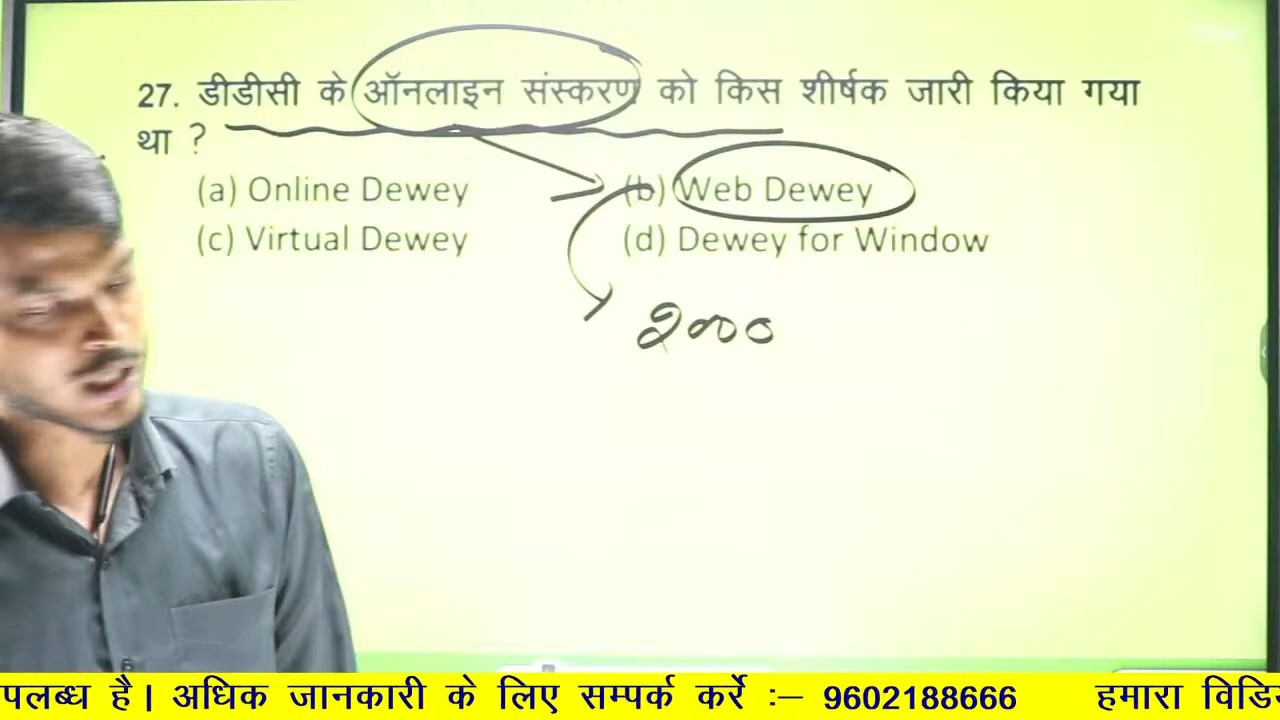 27. डीडीसी के ऑनलाइन संस्करण को किस शीर्षक जारी किया गया
था ?
(a) Online Dewey (b) Web Dewey
(c) Virtual Dewey (d) Dewey for Window
2000
पलब्ध है। अधिक जानकारी के लिए सम्पर्क करें :– 9602188666 हमारा विडि